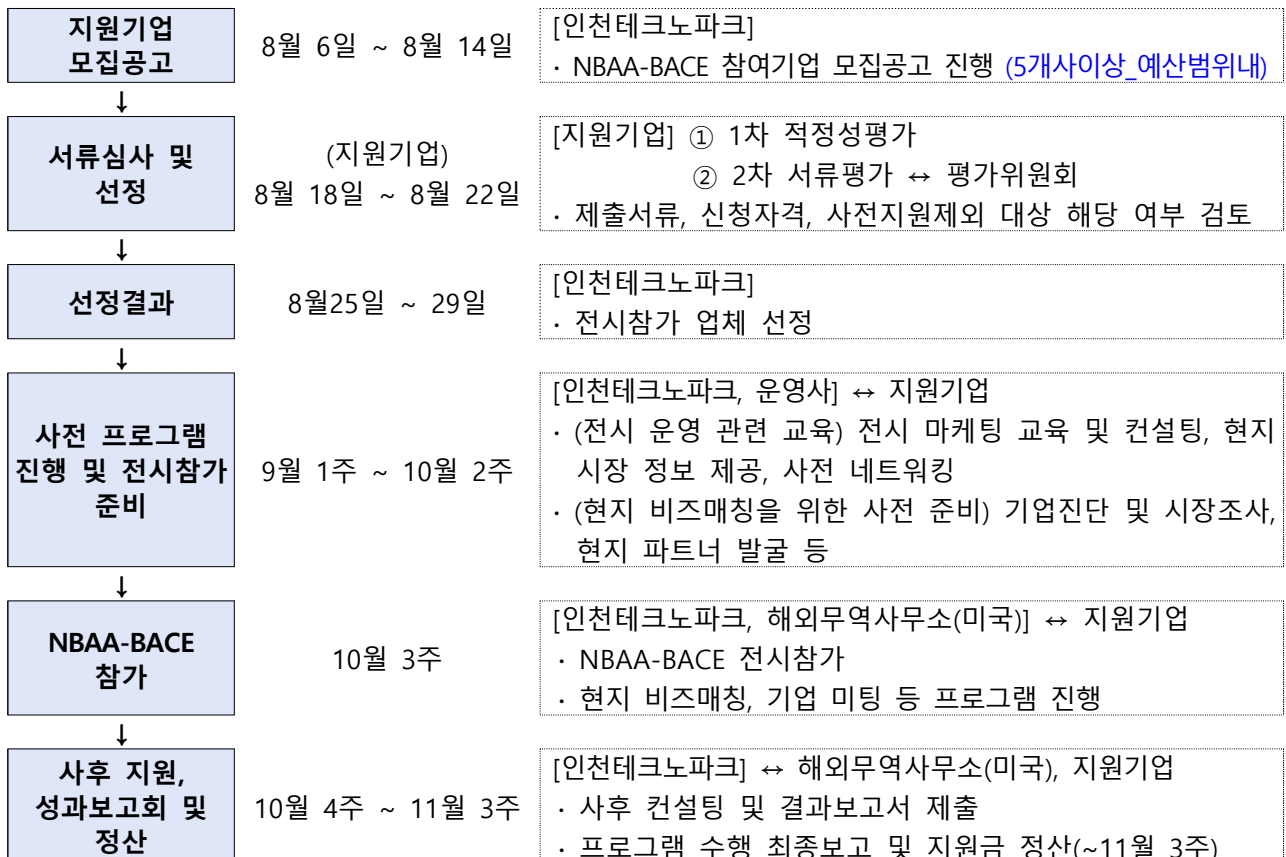 지원기업
모집공고
8월 6일 ~ 8월 14일
[인천테크노파크]
· NBAA-BACE 참여기업 모집공고 진행 (5개사이상_예산범위내)
↓
서류심사 및
선정
(지원기업)
8월 18일 ~ 8월 22일
[지원기업] ① 1차 적정성평가
② 2차 서류평가 ↔ 평가위원회
· 제출서류, 신청자격, 사전지원제외 대상 해당 여부 검토
↓
선정결과
8월25일 ~ 29일
[인천테크노파크]
· 전시참가 업체 선정
↓
사전 프로그램
진행 및 전시참가
준비
9월 1주 ~ 10월 2주
[인천테크노파크, 운영사] ↔ 지원기업
· (전시 운영 관련 교육) 전시 마케팅 교육 및 컨설팅, 현지
시장 정보 제공, 사전 네트워킹
· (현지 비즈매칭을 위한 사전 준비) 기업진단 및 시장조사,
현지 파트너 발굴 등
↓
NBAA-BACE
참가
10월 3주
[인천테크노파크, 해외무역사무소(미국)] ↔ 지원기업
· NBAA-BACE 전시참가
· 현지 비즈매칭, 기업 미팅 등 프로그램 진행
↓
사후 지원,
성과보고회 및
정산
10월 4주 ~ 11월 3주
[인천테크노파크] ↔ 해외무역사무소(미국), 지원기업
· 사후 컨설팅 및 결과보고서 제출
· 프로그램 수행 최종보고 및 지원금 정산(~11월 3주)